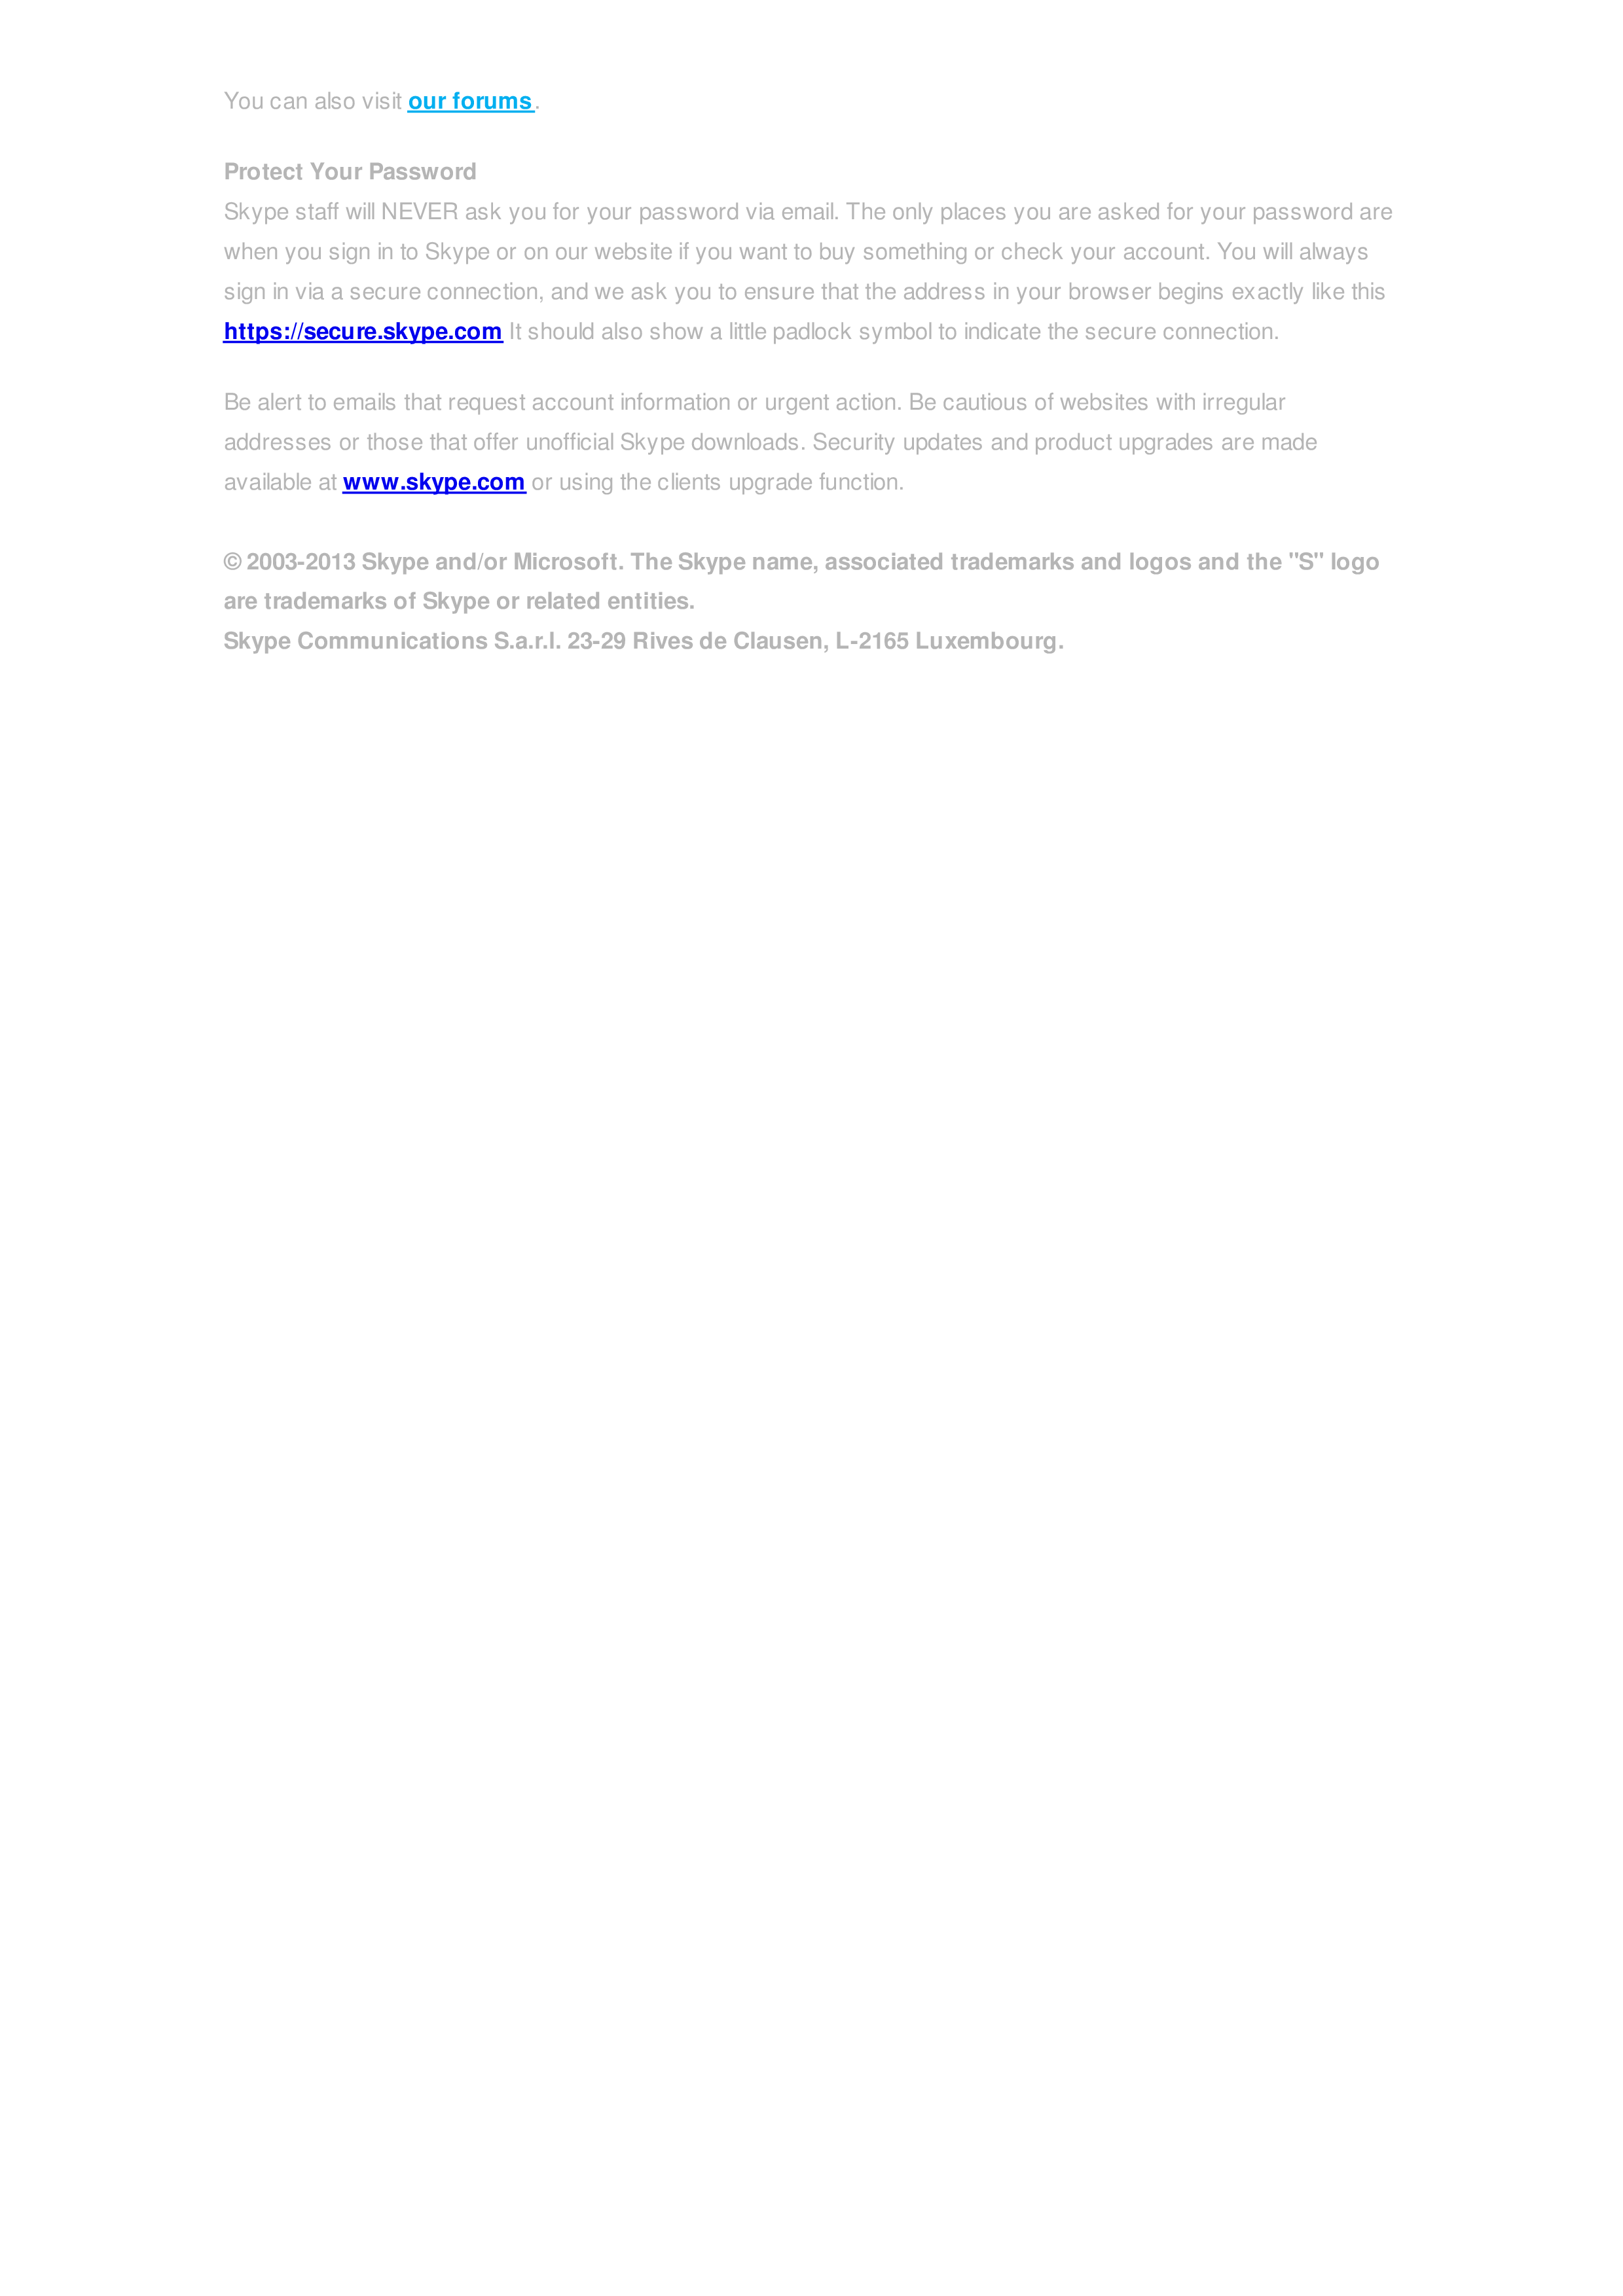 You can also visit our forums.
Protect Your Password
Skype staff will NEVER ask you for your password via email. The only places you are asked for your password are
when you sign in to Skype or on our website if you want to buy something or check your account. You will always
sign in via a secure connection, and we ask you to ensure that the address in your browser begins exactly like this
https://secure.skype.com It should also show a little padlock symbol to indicate the secure connection.
Be alert to emails that request account information or urgent action. Be cautious of websites with irregular
addresses or those that offer unofficial Skype downloads. Security updates and product upgrades are made
available at www.skype.com or using the clients upgrade function.
© 2003-2013 Skype and/or Microsoft. The Skype name, associated trademarks and logos and the "S" logo
are trademarks of Skype or related entities.
Skype Communications S.a.r.l. 23-29 Rives de Clausen, L-2165 Luxembourg.